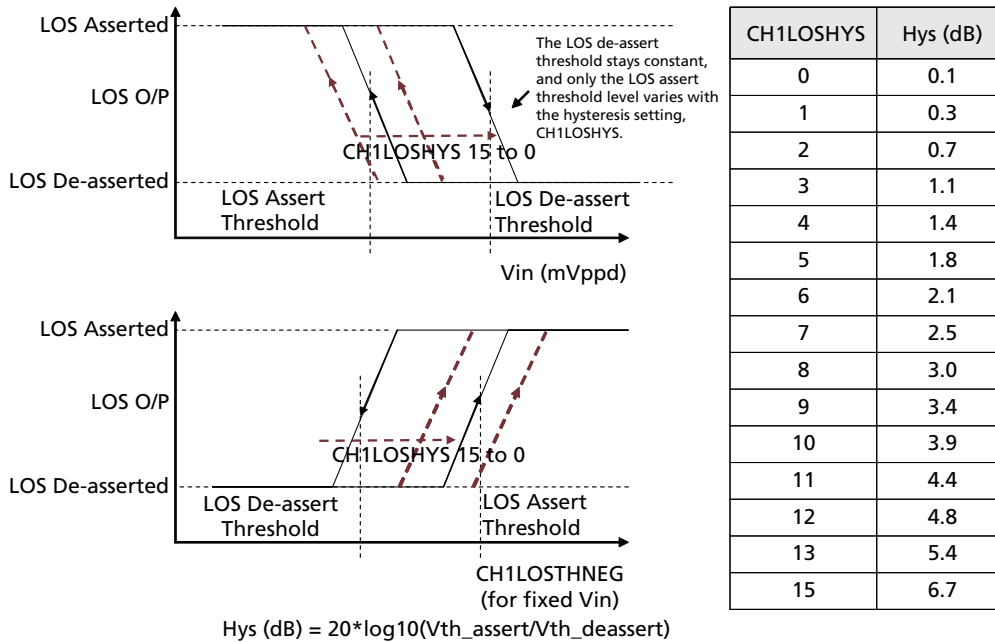 LOS Asserted
LOS O/P
LOS De-asserted
The LOS de-assert
threshold stays constant,
and only the LOS assert
threshold level varies with
the hysteresis setting,
CH1LOSHYS.
CH1LOSHYS 15 to 0
LOS Assert
Threshold
LOS De-assert
Threshold
Vin (mVppd)
LOS Asserted
LOS O/P
LOS De-asserted
CH1LOSHYS 15 to 0
LOS De-assert
Threshold
LOS Assert
Threshold
CH1LOSTHNEG
(for fixed Vin)
Hys (dB) = 20*log10(Vth_assert/Vth_deassert)
CH1LOSHYS Hys (dB)
0 0.1
1 0.3
2 0.7
3 1.1
4 1.4
5 1.8
6 2.1
7 2.5
8 3.0
9 3.4
10 3.9
11 4.4
12 4.8
13 5.4
15 6.7